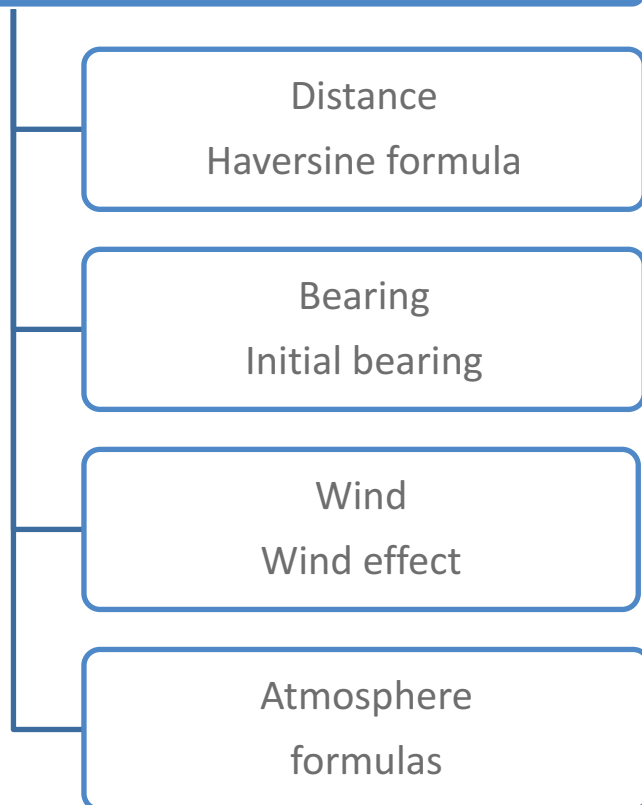 Distance
Haversine formula
Bearing
Initial bearing
Wind
Wind effect
Atmosphere
formulas